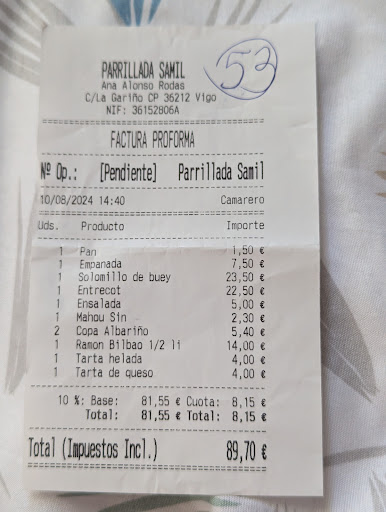 PARRILLADA SAMIL
53
Ana Alonso Rodas
C/La Gariño CP 36212 Vigo
NIF: 36152806A
FACTURA PROFORMA
Nº Op.: [Pendiente] Parrillada Samil
10/08/2024 14:40 Camarero
Uds. Producto Importe
1 Pan 1,50 €
1 Empanada 7,50 €
1 Solomillo de buey 23,50 €
1 Entrecot 22,50 €
1 Ensalada 5,00 €
1 Mahou Sin 2,30 €
2 Copa Albariño 5,40 €
1 Ramon Bilbao 1/2 li 14,00 €
1 Tarta helada 4,00 €
1 Tarta de queso 4,00 €
10 %: Base: 81,55 € Cuota: 8,15 €
Total: 81,55 € Total: 8,15 €
Total (Impuestos Incl.) 89,70 €